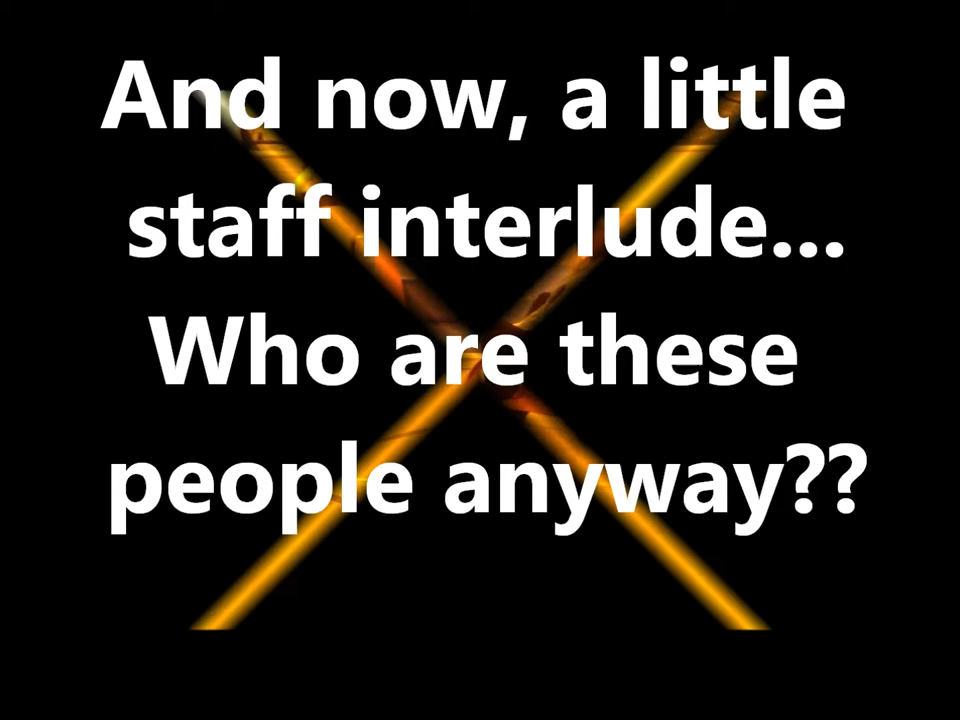 And now, a little
staff interlude...
Who are these
people anyway??